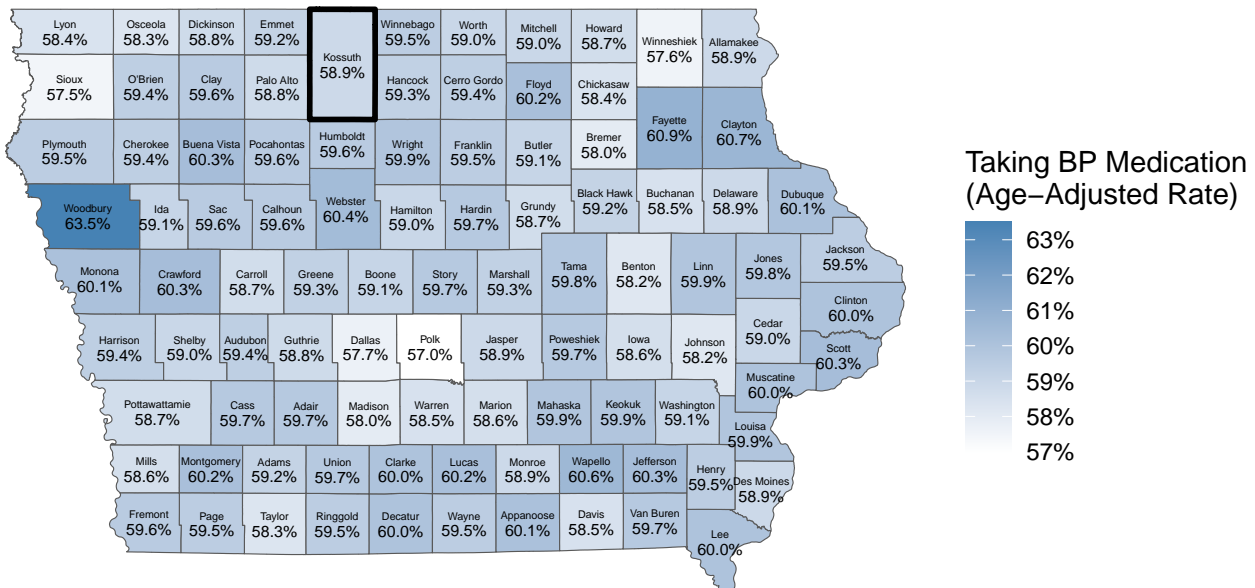 Lyon
58.4%
Osceola
58.3%
Dickinson
58.8%
Emmet
59.2%
Kossuth
58.9%
Winnebago
59.5%
Worth
59.0%
Mitchell
59.0%
Howard
58.7%
Winneshiek
57.6%
Allamakee
58.9%
Sioux
57.5%
O'Brien
59.4%
Clay
59.6%
Palo Alto
58.8%
Hancock
59.3%
Cerro Gordo
59.4%
Floyd
60.2%
Chickasaw
58.4%
Fayette
60.9%
Clayton
60.7%
Plymouth
59.5%
Cherokee
59.4%
Buena Vista
60.3%
Pocahontas
59.6%
Humboldt
59.6%
Wright
59.9%
Franklin
59.5%
Butler
59.1%
Bremer
58.0%
Woodbury
63.5%
Ida
59.1%
Sac
59.6%
Calhoun
59.6%
Webster
60.4%
Hamilton
59.0%
Hardin
59.7%
Grundy
58.7%
Black Hawk
59.2%
Buchanan
58.5%
Delaware
58.9%
Dubuque
60.1%
Monona
60.1%
Crawford
60.3%
Carroll
58.7%
Greene
59.3%
Boone
59.1%
Story
59.7%
Marshall
59.3%
Tama
59.8%
Benton
58.2%
Linn
59.9%
Jones
59.8%
Jackson
59.5%
Clinton
60.0%
Harrison
59.4%
Shelby
59.0%
Audubon
59.4%
Guthrie
58.8%
Dallas
57.7%
Polk
57.0%
Jasper
58.9%
Poweshiek
59.7%
Iowa
58.6%
Johnson
58.2%
Cedar
59.0%
Scott
60.3%
Muscatine
60.0%
Pottawattamie
58.7%
Cass
59.7%
Adair
59.7%
Madison
58.0%
Warren
58.5%
Marion
58.6%
Mahaska
59.9%
Keokuk
59.9%
Washington
59.1%
Louisa
59.9%
Mills
58.6%
Montgomery
60.2%
Adams
59.2%
Union
59.7%
Clarke
60.0%
Lucas
60.2%
Monroe
58.9%
Wapello
60.6%
Jefferson
60.3%
Henry
59.5%
Des Moines
58.9%
Fremont
59.6%
Page
59.5%
Taylor
58.3%
Ringgold
59.5%
Decatur
60.0%
Wayne
59.5%
Appanoose
60.1%
Davis
58.5%
Van Buren
59.7%
Lee
60.0%
Taking BP Medication
(Age−Adjusted Rate)
63%
62%
61%
60%
59%
58%
57%